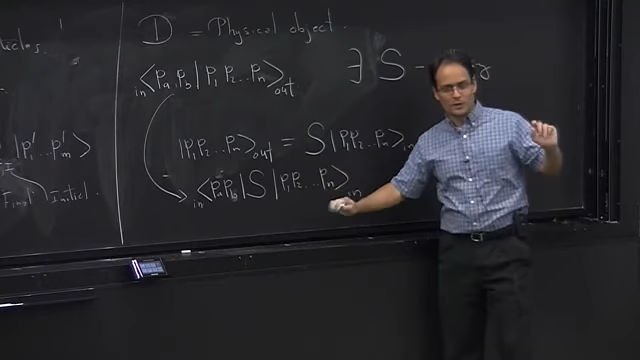 D = Physical object.
in<Pa, Pb | P1 P2 ... Pn>out
∃ S -
|P1 P2 ... Pn>out = S |P1 P2 ... Pn>in
in<Pa Pb | S | P1 P2 ... Pn>in
|P1' ... Pm'>
Final Initial